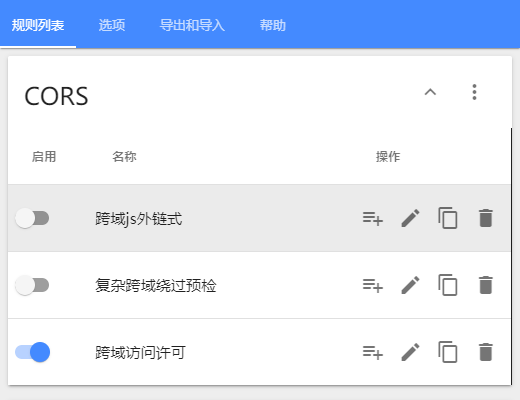 规则列表 选项 导出和导入 帮助
CORS
启用 名称 操作
跨域js外链式
复杂跨域绕过预检
跨域访问许可